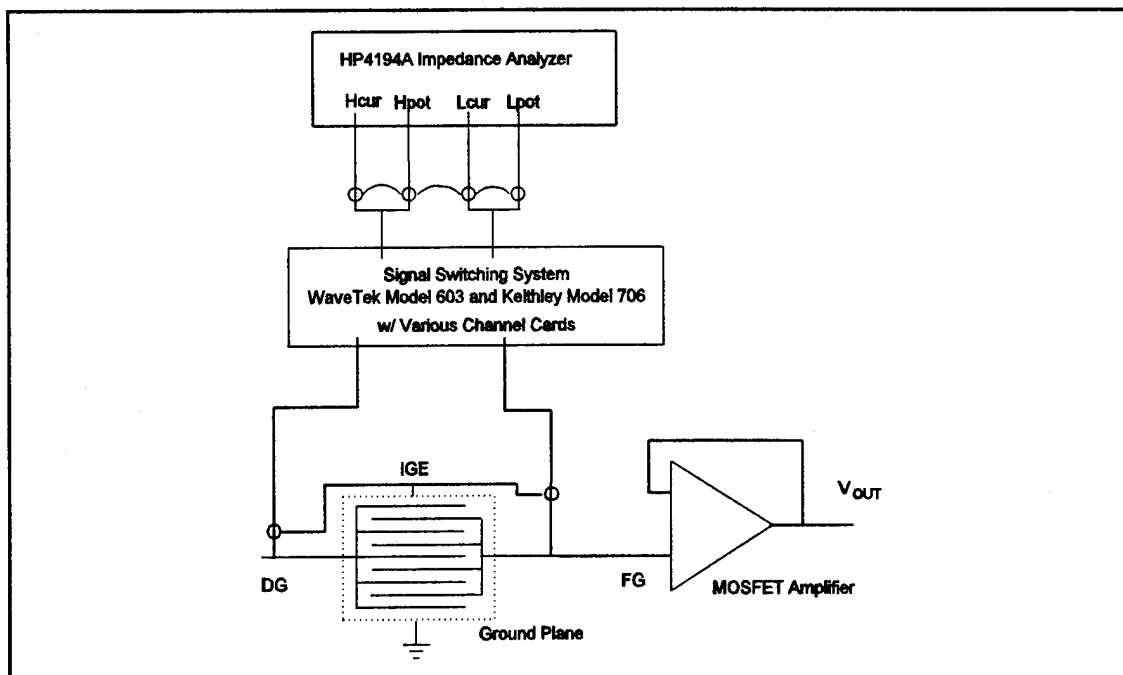 HP4194A Impedance Analyzer
Hcur Hpot Lcur Lpot
Signal Switching System
WaveTek Model 603 and Keithley Model 706
w/ Various Channel Cards
IGE
VOUT
DG
FG
MOSFET Amplifier
Ground Plane